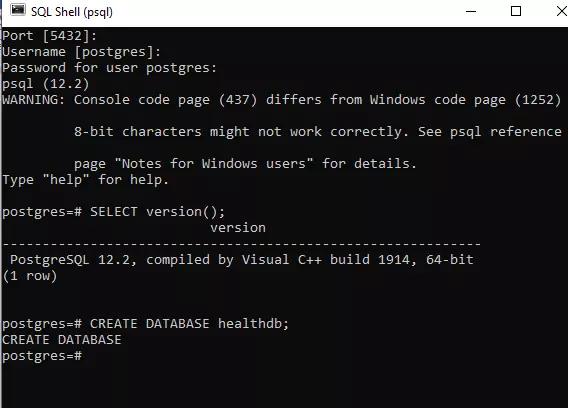 SQL Shell (psql)
Port [5432]:
Username [postgres]:
Password for user postgres:
psql (12.2)
WARNING: Console code page (437) differs from Windows code page (1252)
         8-bit characters might not work correctly. See psql reference
         page "Notes for Windows users" for details.
Type "help" for help.
postgres=# SELECT version();
                          version
------------------------------------------------------------
 PostgreSQL 12.2, compiled by Visual C++ build 1914, 64-bit
(1 row)
postgres=# CREATE DATABASE healthdb;
CREATE DATABASE
postgres=#